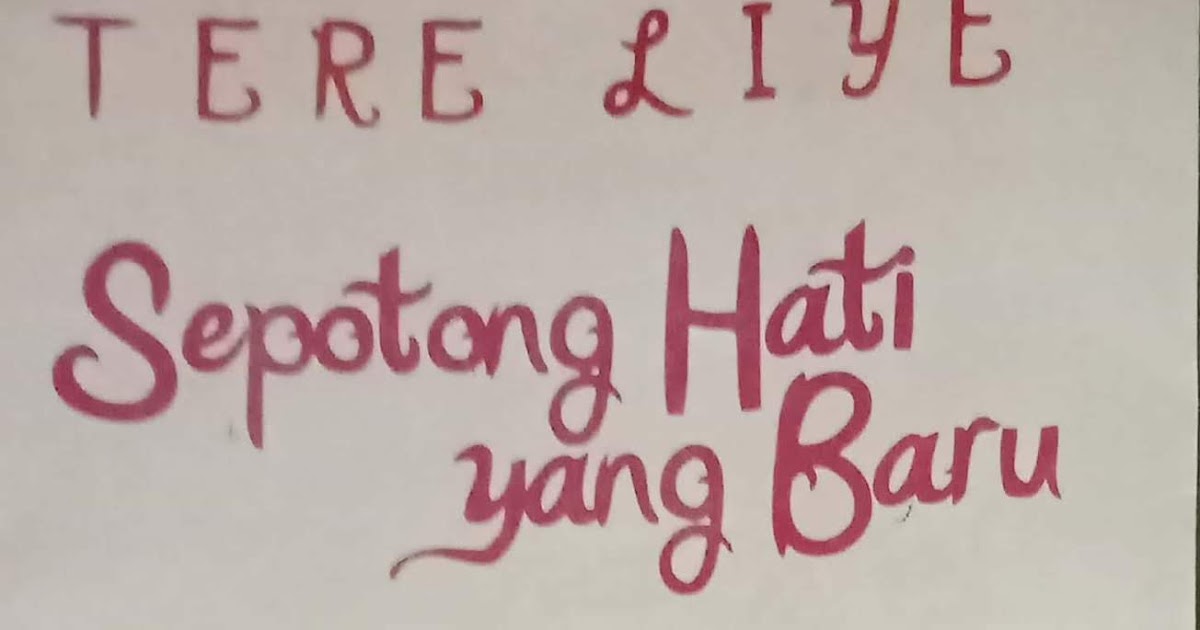 TERE LIYE
Sepotong Hati
yang Baru